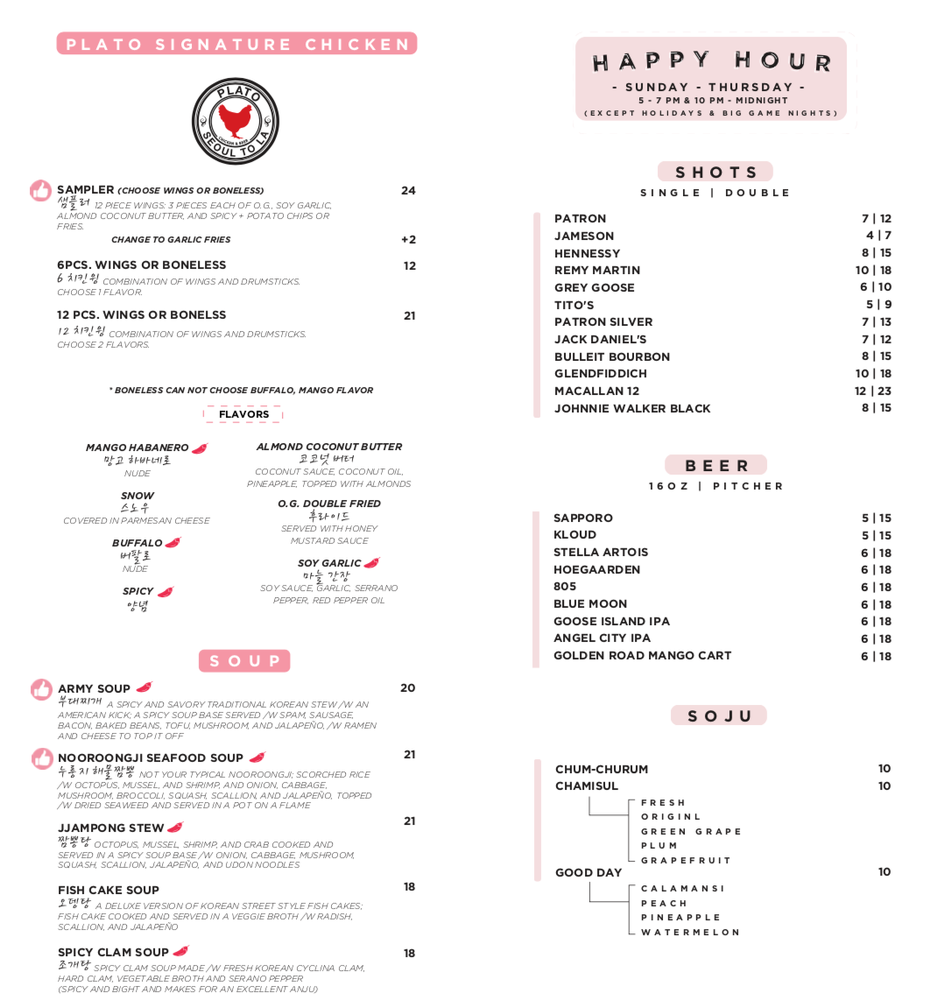 PLATO SIGNATURE CHICKEN
PLATO
CHICKEN & BEER
SEOUL TO LA
SAMPLER (CHOOSE WINGS OR BONELESS) 24
샘플러 12 PIECE WINGS: 3 PIECES EACH OF O.G., SOY GARLIC,
ALMOND COCONUT BUTTER, AND SPICY + POTATO CHIPS OR
FRIES.
CHANGE TO GARLIC FRIES +2
6PCS. WINGS OR BONELESS 12
6 치킨윙 COMBINATION OF WINGS AND DRUMSTICKS.
CHOOSE 1 FLAVOR.
12 PCS. WINGS OR BONELSS 21
12 치킨윙 COMBINATION OF WINGS AND DRUMSTICKS.
CHOOSE 2 FLAVORS.
* BONELESS CAN NOT CHOOSE BUFFALO, MANGO FLAVOR
FLAVORS
MANGO HABANERO
망고 하바네로
NUDE
SNOW
스노우
COVERED IN PARMESAN CHEESE
BUFFALO
버팔로
NUDE
SPICY
양념
ALMOND COCONUT BUTTER
코코넛 버터
COCONUT SAUCE, COCONUT OIL,
PINEAPPLE, TOPPED WITH ALMONDS
O.G. DOUBLE FRIED
후라이드
SERVED WITH HONEY
MUSTARD SAUCE
SOY GARLIC
마늘 간장
SOY SAUCE, GARLIC, SERRANO
PEPPER, RED PEPPER OIL
SOUP
ARMY SOUP 20
부대찌개 A SPICY AND SAVORY TRADITIONAL KOREAN STEW /W AN
AMERICAN KICK; A SPICY SOUP BASE SERVED /W SPAM, SAUSAGE,
BACON, BAKED BEANS, TOFU, MUSHROOM, AND JALAPEÑO, /W RAMEN
AND CHEESE TO TOP IT OFF
NOOROONGJI SEAFOOD SOUP 21
누룽지 해물짬뽕 NOT YOUR TYPICAL NOOROONGJI; SCORCHED RICE
/W OCTOPUS, MUSSEL, AND SHRIMP, AND ONION, CABBAGE,
MUSHROOM, BROCCOLI, SQUASH, SCALLION, AND JALAPEÑO, TOPPED
/W DRIED SEAWEED AND SERVED IN A POT ON A FLAME
JJAMPONG STEW 21
짬뽕탕 OCTOPUS, MUSSEL, SHRIMP, AND CRAB COOKED AND
SERVED IN A SPICY SOUP BASE /W ONION, CABBAGE, MUSHROOM,
SQUASH, SCALLION, JALAPEÑO, AND UDON NOODLES
FISH CAKE SOUP 18
오뎅탕 A DELUXE VERSION OF KOREAN STREET STYLE FISH CAKES;
FISH CAKE COOKED AND SERVED IN A VEGGIE BROTH /W RADISH,
SCALLION, AND JALAPEÑO
SPICY CLAM SOUP 18
조개탕 SPICY CLAM SOUP MADE /W FRESH KOREAN CYCLINA CLAM,
HARD CLAM, VEGETABLE BROTH AND SERANO PEPPER
(SPICY AND BIGHT AND MAKES FOR AN EXCELLENT ANJU)
HAPPY HOUR
- SUNDAY - THURSDAY -
5 - 7 PM & 10 PM - MIDNIGHT
(EXCEPT HOLIDAYS & BIG GAME NIGHTS)
SHOTS
SINGLE | DOUBLE
PATRON 7 | 12
JAMESON 4 | 7
HENNESSY 8 | 15
REMY MARTIN 10 | 18
GREY GOOSE 6 | 10
TITO'S 5 | 9
PATRON SILVER 7 | 13
JACK DANIEL'S 7 | 12
BULLEIT BOURBON 8 | 15
GLENDFIDDICH 10 | 18
MACALLAN 12 12 | 23
JOHNNIE WALKER BLACK 8 | 15
BEER
16OZ | PITCHER
SAPPORO 5 | 15
KLOUD 5 | 15
STELLA ARTOIS 6 | 18
HOEGAARDEN 6 | 18
805 6 | 18
BLUE MOON 6 | 18
GOOSE ISLAND IPA 6 | 18
ANGEL CITY IPA 6 | 18
GOLDEN ROAD MANGO CART 6 | 18
SOJU
CHUM-CHURUM 10
CHAMISUL 10
FRESH
ORIGINL
GREEN GRAPE
PLUM
GRAPEFRUIT
GOOD DAY 10
CALAMANSI
PEACH
PINEAPPLE
WATERMELON